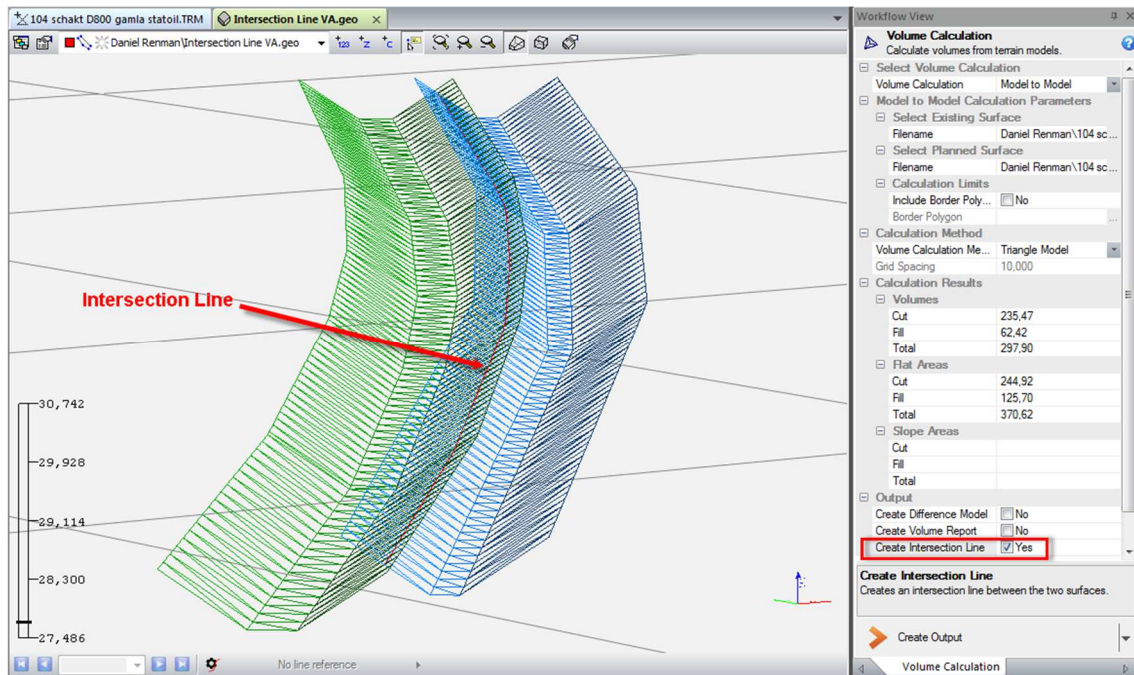 104 schakt D800 gamla statoil.TRM
Intersection Line VA.geo
Daniel Renman\Intersection Line VA.geo
123
z
c
Intersection Line
30,742
29,928
29,114
28,300
27,486
No line reference
Workflow View
Volume Calculation
Calculate volumes from terrain models.
Select Volume Calculation
Volume Calculation Model to Model
Model to Model Calculation Parameters
Select Existing Surface
Filename Daniel Renman\104 sc...
Select Planned Surface
Filename Daniel Renman\104 sc...
Calculation Limits
Include Border Poly... No
Border Polygon ...
Calculation Method
Volume Calculation Me... Triangle Model
Grid Spacing 10,000
Calculation Results
Volumes
Cut 235,47
Fill 62,42
Total 297,90
Flat Areas
Cut 244,92
Fill 125,70
Total 370,62
Slope Areas
Cut
Fill
Total
Output
Create Difference Model No
Create Volume Report No
Create Intersection Line Yes
Create Intersection Line
Creates an intersection line between the two surfaces.
Create Output
Volume Calculation